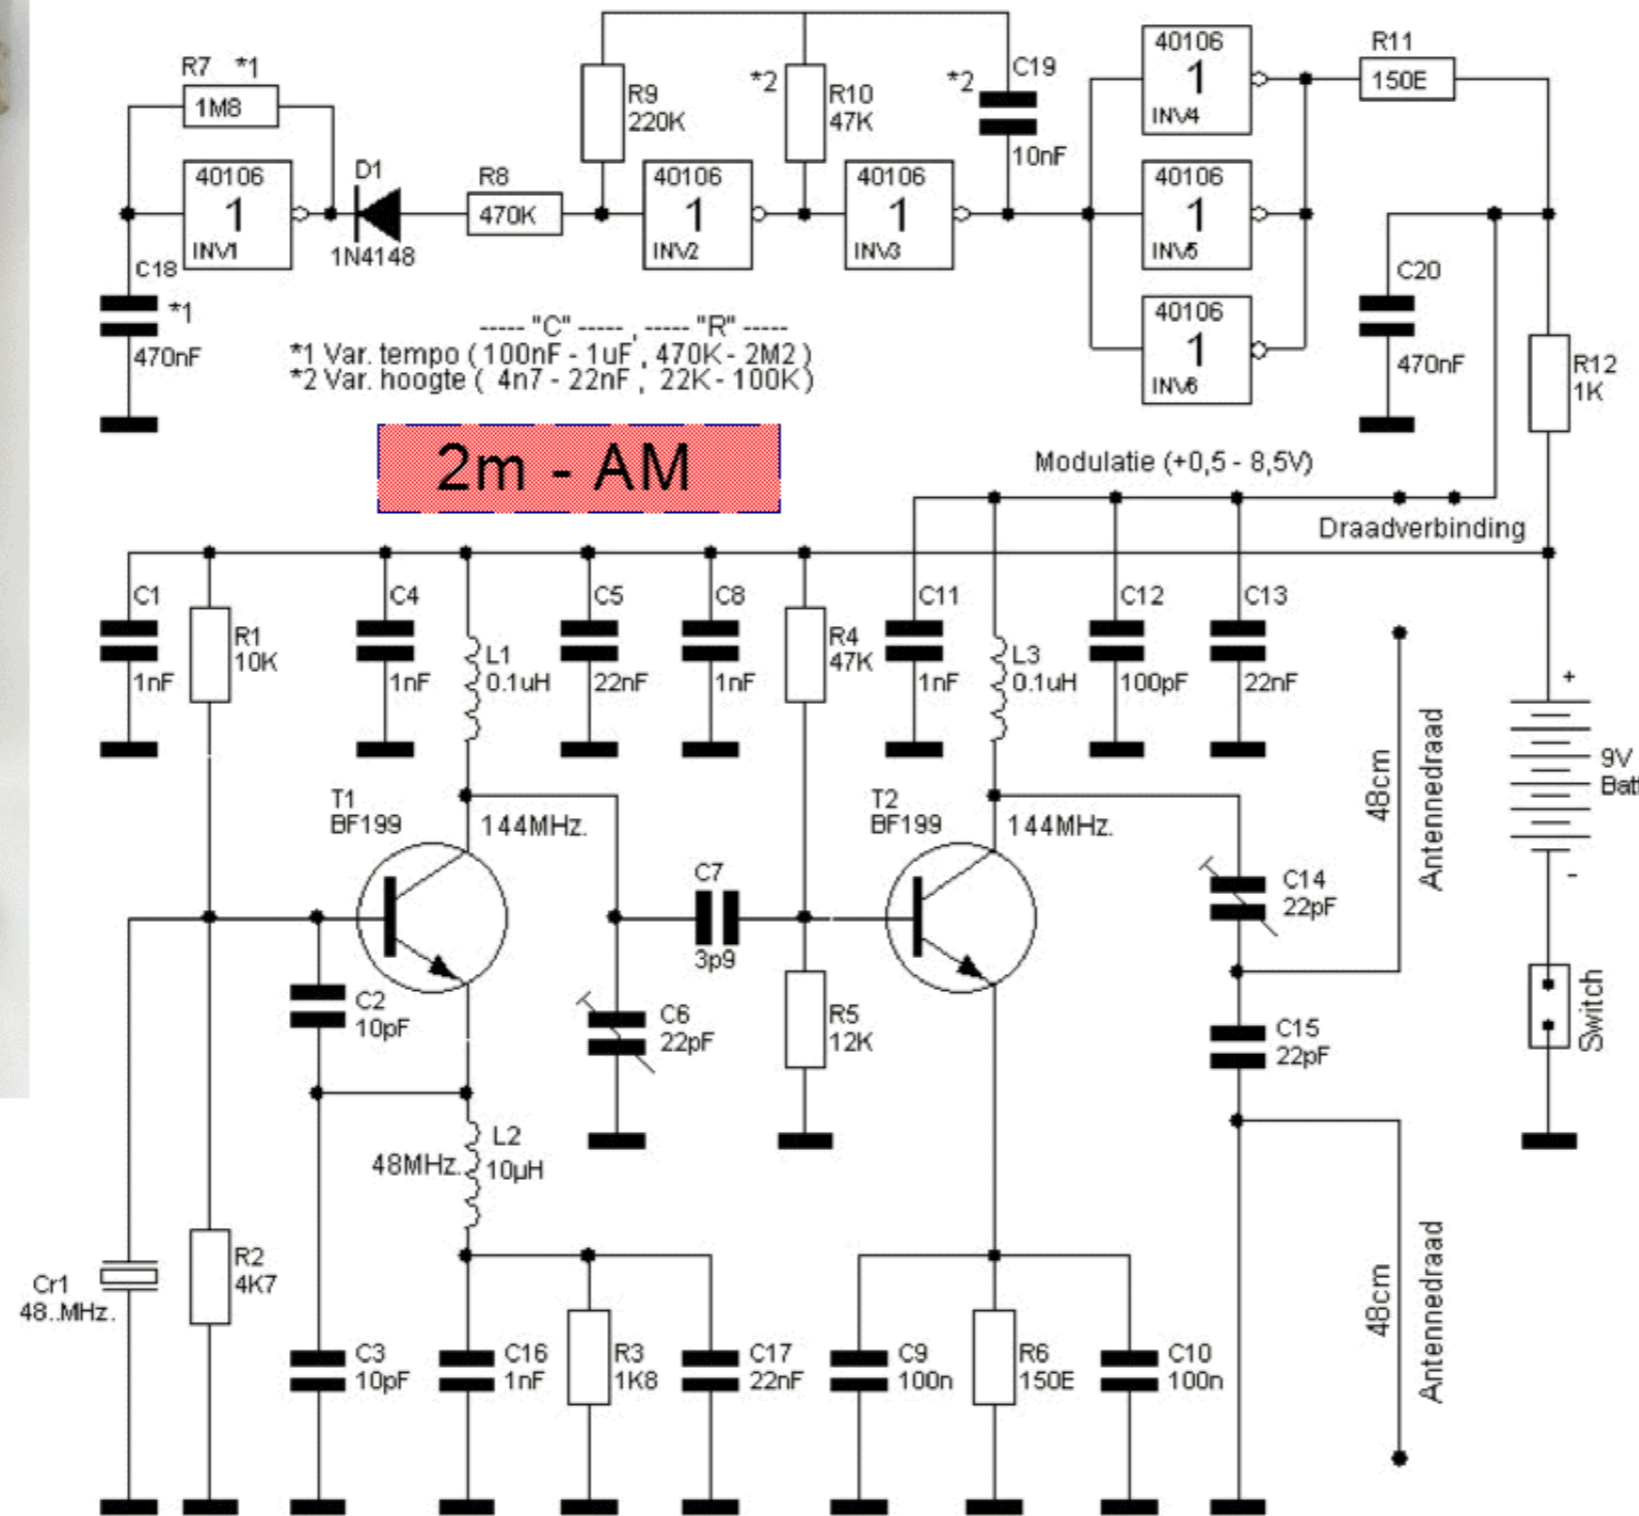 R7 *1
1M8
40106
1
INV1
C18
*1
470nF
D1
1N4148
R8
470K
R9
220K
40106
1
INV2
*2
R10
47K
40106
1
INV3
*2
C19
10nF
40106
1
INV4
40106
1
INV5
40106
1
INV6
R11
150E
C20
470nF
R12
1K
----- "C" ----- , ----- "R" -----
*1 Var. tempo ( 100nF - 1uF , 470K - 2M2 )
*2 Var. hoogte ( 4n7 - 22nF , 22K - 100K )
2m - AM
Modulatie (+0,5 - 8,5V)
Draadverbinding
C1
1nF
R1
10K
C4
1nF
L1
0.1uH
C5
22nF
C8
1nF
R4
47K
C11
1nF
L3
0.1uH
C12
100pF
C13
22nF
48cm
Antennedraad
+
9V
Batt
-
Switch
T1
BF199
144MHz.
C7
3p9
T2
BF199
144MHz.
C14
22pF
C2
10pF
C6
22pF
R5
12K
C15
22pF
L2
48MHz. 10µH
Cr1
48..MHz.
R2
4K7
C3
10pF
C16
1nF
R3
1K8
C17
22nF
C9
100n
R6
150E
C10
100n
48cm
Antennedraad